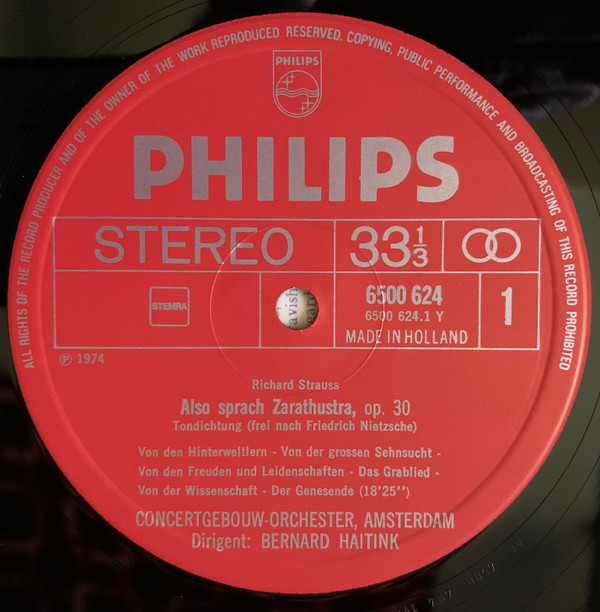 ALL RIGHTS OF THE RECORD PRODUCER AND OF THE OWNER OF THE WORK REPRODUCED RESERVED. COPYING, PUBLIC PERFORMANCE AND BROADCASTING OF THIS RECORD PROHIBITED
PHILIPS
PHILIPS
STEREO
33 1/3
STEMRA
6500 624
6500 624.1 Y
MADE IN HOLLAND
1
℗ 1974
Richard Strauss
Also sprach Zarathustra, op. 30
Tondichtung (frei nach Friedrich Nietzsche)
Von den Hinterweltlern - Von der grossen Sehnsucht -
Von den Freuden und Leidenschaften - Das Grablied -
Von der Wissenschaft - Der Genesende (18'25'')
CONCERTGEBOUW-ORCHESTER, AMSTERDAM
Dirigent: BERNARD HAITINK